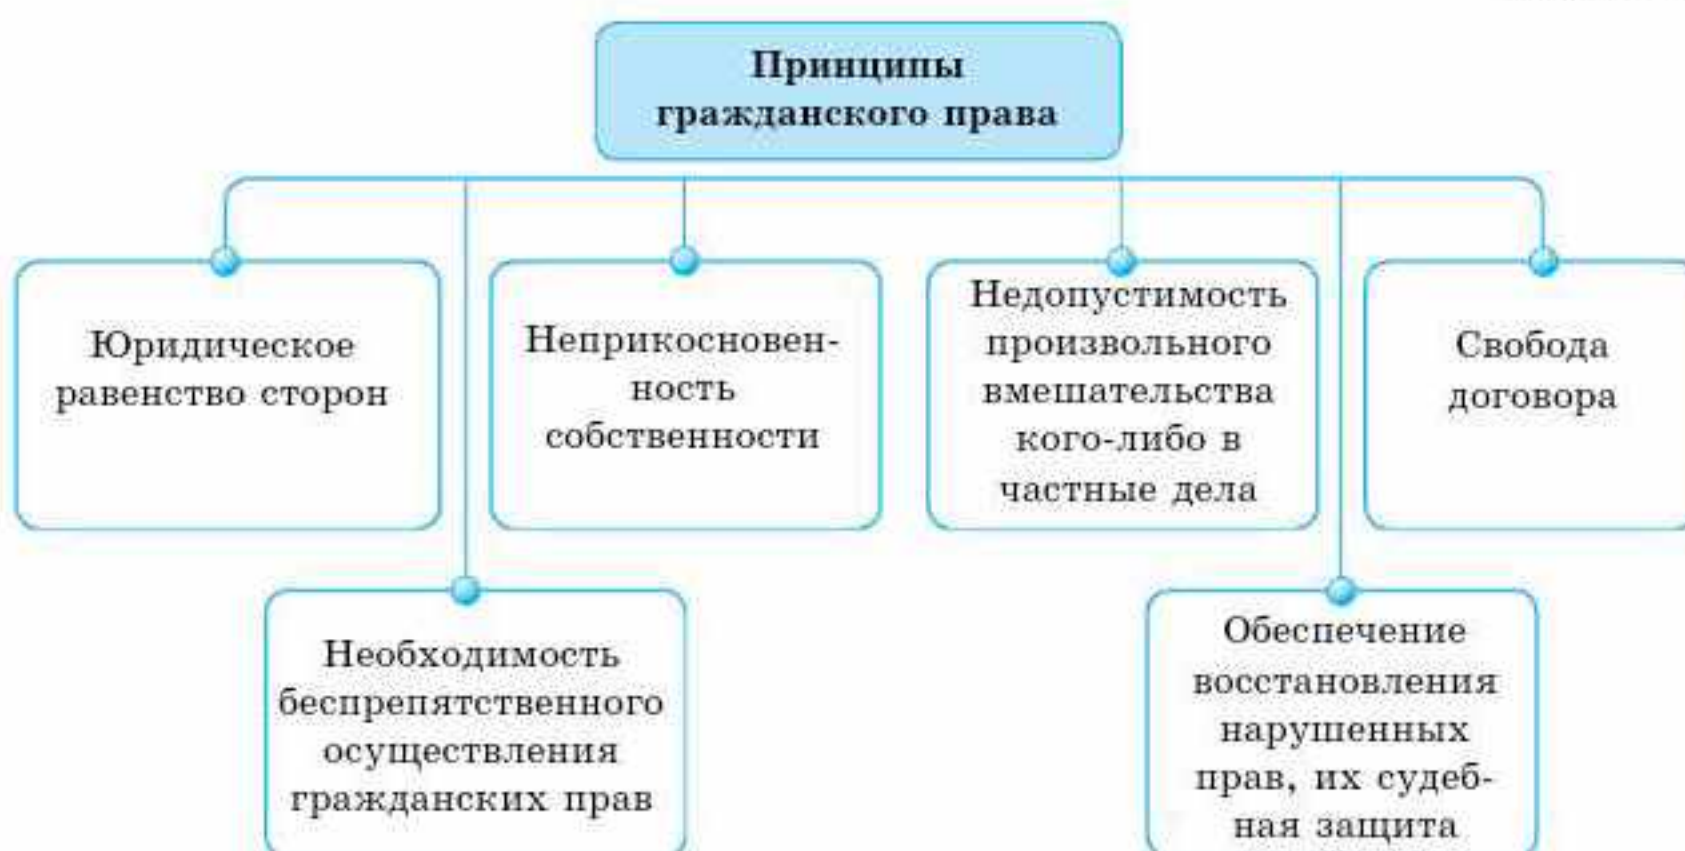 Принципы
гражданского права
Юридическое
равенство сторон
Неприкосновен-
ность
собственности
Недопустимость
произвольного
вмешательства
кого-либо в
частные дела
Свобода
договора
Необходимость
беспрепятственного
осуществления
гражданских прав
Обеспечение
восстановления
нарушенных
прав, их судеб-
ная защита